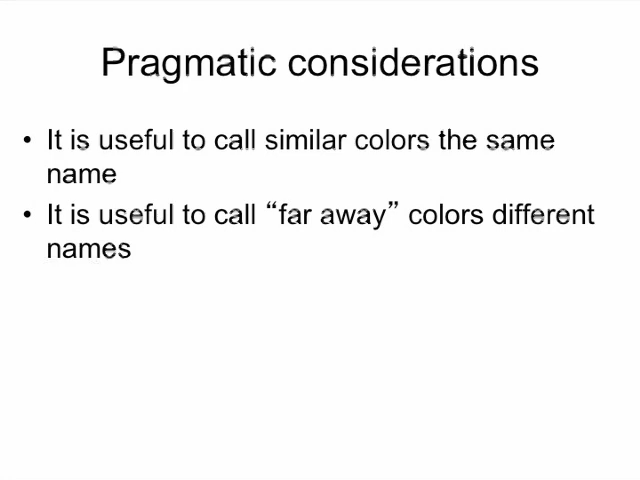 Pragmatic considerations
• It is useful to call similar colors the same
name
• It is useful to call “far away” colors different
names